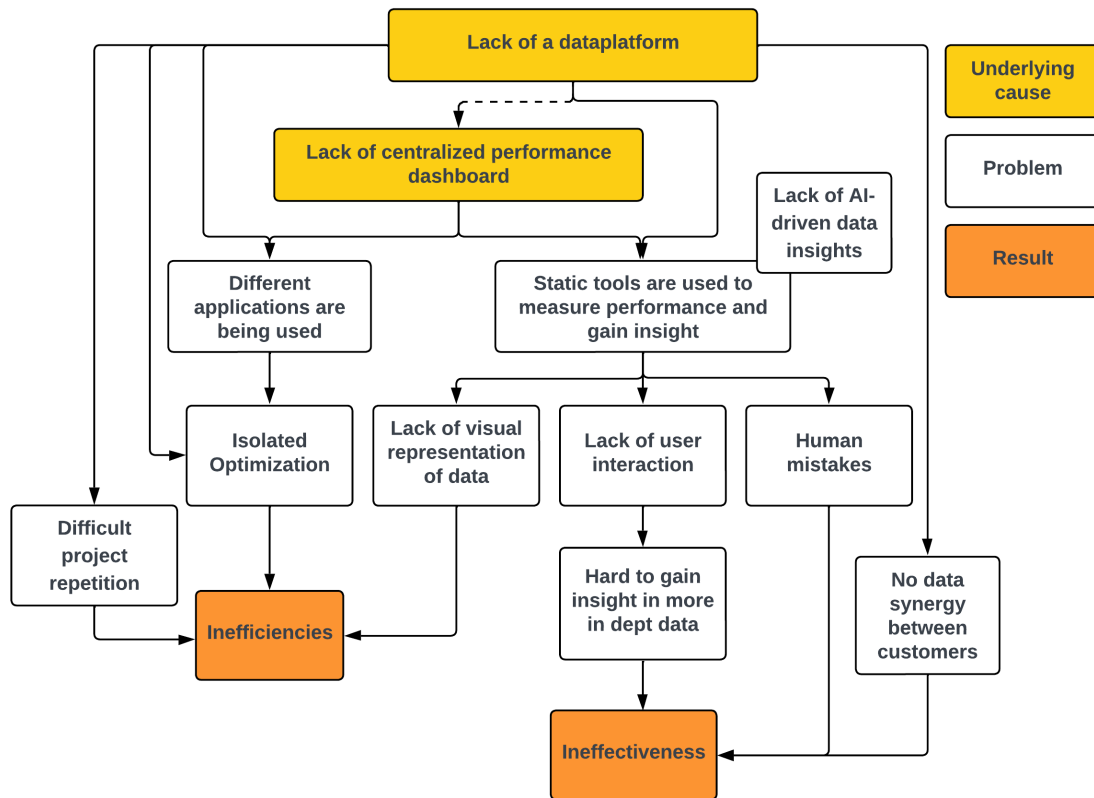 Lack of a dataplatform
Underlying
cause
Lack of centralized performance
dashboard
Problem
Lack of AI-
driven data
insights
Result
Different
applications are
being used
Static tools are used to
measure performance and
gain insight
Isolated
Optimization
Lack of visual
representation
of data
Lack of user
interaction
Human
mistakes
Difficult
project
repetition
Hard to gain
insight in more
in dept data
No data
synergy
between
customers
Inefficiencies
Ineffectiveness